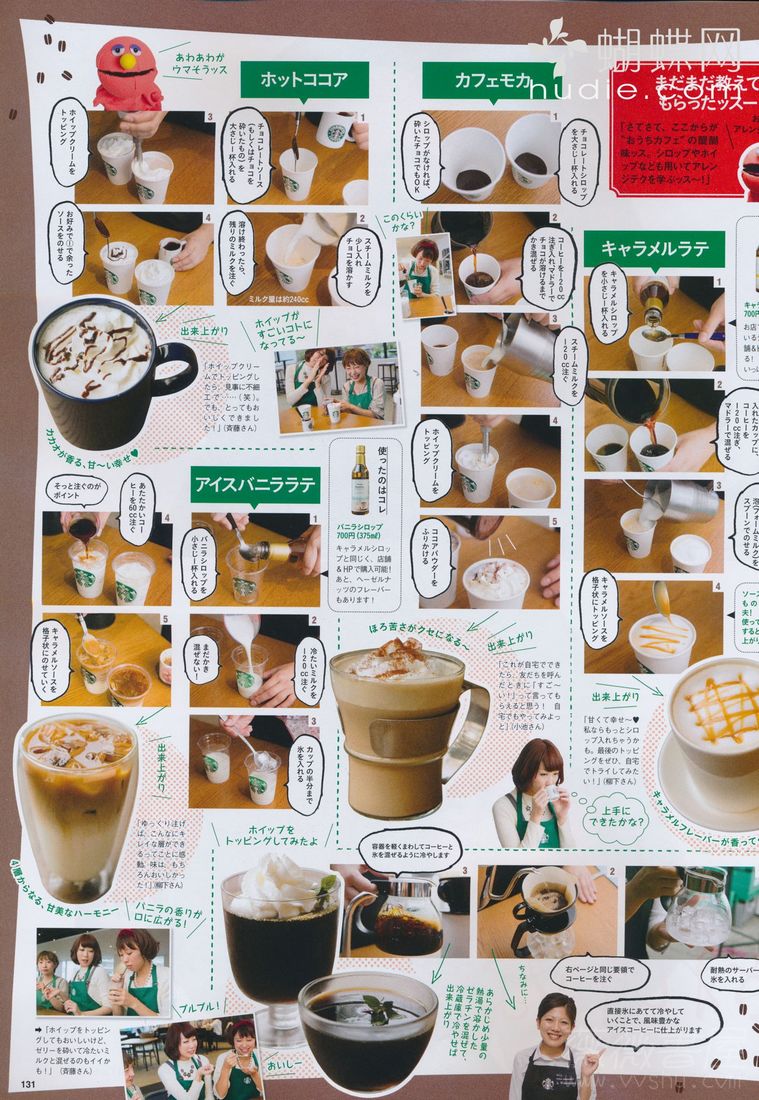 蝴蝶网
hudie.com
あわあわが
ウマそうッス
ホットココア
1
チョコレートソース
(もしくはチョコを
砕いたもの)を
大さじ一杯入れる
2
スチームミルクを
少し入れ
チョコを溶かす
溶け終わったら、
残りのミルクを注ぐ
ミルク量は約240cc
3
ホイップクリームを
トッピング
4
お好みで①で余った
ソースをのせる
出来上がり
「ホイップクリー
ムでトッピングし
たら、見事に不細
工で……(笑)。
でも、とってもお
いしくできまし
た!」(斉藤さん)
カカオが香る、甘〜い幸せ♥
ホイップが
すごいコトに
なってる〜
カフェモカ
1
チョコレートシロップ
を大さじ一杯入れる
シロップがなければ、
砕いたチョコでもOK
2
コーヒーを120cc
注ぎ入れ、マドラーで
チョコが溶けるまで
かき混ぜる
このくらい
かな?
3
スチームミルクを
120cc注ぐ
4
ホイップクリームを
トッピング
5
ココアパウダーを
ふりかける
ほろ苦さがクセになる〜
出来上がり
「これが自宅ででき
たら、友だちを呼ん
だときに『すご〜
い!』って言っても
らえると思う! 自
宅でもやってみよっ
と」(小池さん)
上手に
できたかな?
まだまだ教えて
もらったッスー
アレン
「さてさて、ここからが
"おうちカフェ"の醍醐
味ッス。シロップやホイ
ップなども用いてアレン
ジテクを学ぶッス〜!」
キャラメルラテ
1
キャラメルシロップ
を小さじ一杯入れる
2
入れたカップに、
コーヒーを
120cc注ぎ、
マドラーで混ぜる
3
泡(フォームミルク)を
スプーンでのせる
4
キャラメルソースを
格子状にトッピング
出来上がり
「甘くて幸せ〜♥
私ならもっとシロ
ップ入れちゃうか
も。最後のトッピ
ングをぜひ、自宅
でトライしてみた
い!」(柳下さん)
キャラメルフレーバーが香って
アイスバニララテ
1
バニラシロップを
小さじ一杯入れる
2
冷たいミルクを
120cc注ぐ
まだかき
混ぜない!
3
カップの半分まで
氷を入れる
4
あたたかいコー
ヒーを60cc注ぐ
そっと注ぐのが
ポイント
5
キャラメルソースを
格子状にのせていく
出来上がり
「ゆっくり注げ
ば、こんなにキ
レイな層ができ
るってことに感
動。味は、もち
ろんおいしかっ
た!」(柳下さん)
4層からなる、甘美なハーモニー
使ったのはコレ
バニラシロップ
700円(375㎖)
キャラメルシロッ
プと同じく、店舗
&HPで購入可能!
あと、ヘーゼルナ
ッツのフレーバー
もあります!
バニラの香りが
口に広がる!
ホイップを
トッピングしてみたよ
プルプル!
おいしー
➡「ホイップをトッピン
グしてもおいしいけど、
ゼリーを砕いて冷たいミ
ルクと混ぜるのもイイか
も!」(斉藤さん)
あらかじめ少量の
熱湯で溶かした
ゼラチンを混ぜて、
冷蔵庫で冷やせば
出来上がり
ちなみに…
耐熱のサーバー
氷を入れる
2
右ページと同じ要領で
コーヒーを注ぐ
3
容器を軽くまわしてコーヒーと
氷を混ぜるように冷やします
直接氷にあてて冷やして
いくことで、風味豊かな
アイスコーヒーに仕上がります
131